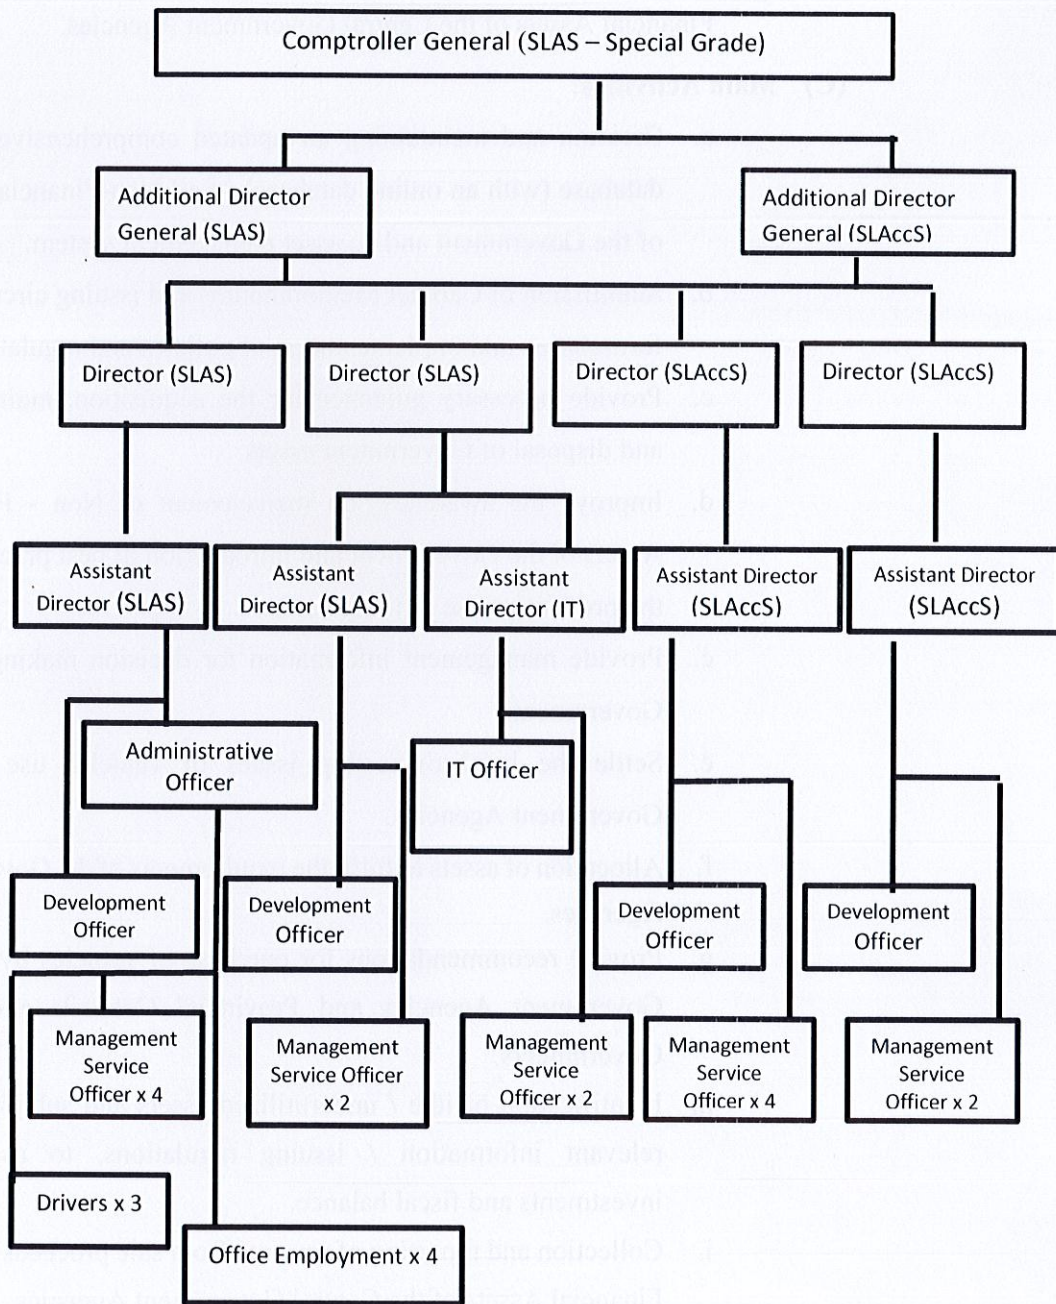 Comptroller General (SLAS – Special Grade)
Additional Director
General (SLAS)
Additional Director
General (SLAccS)
Director (SLAS)
Director (SLAS)
Director (SLAccS)
Director (SLAccS)
Assistant
Director (SLAS)
Assistant
Director (SLAS)
Assistant
Director (IT)
Assistant Director
(SLAccS)
Assistant Director
(SLAccS)
Administrative
Officer
IT Officer
Development
Officer
Development
Officer
Development
Officer
Development
Officer
Management
Service
Officer x 4
Management
Service Officer
x 2
Management
Service
Officer x 2
Management
Service
Officer x 4
Management
Service
Officer x 2
Drivers x 3
Office Employment x 4